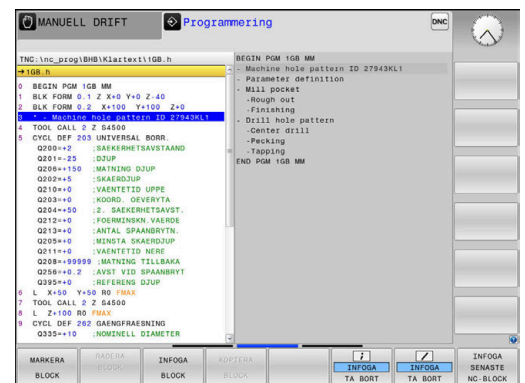 MANUELL DRIFT
Programmering
DNC
TNC:\nc_prog\BHB\Klartext\1GB.h
→1GB.h
0 BEGIN PGM 1GB MM
1 BLK FORM 0.1 Z X+0 Y+0 Z-40
2 BLK FORM 0.2 X+100 Y+100 Z+0
3 * - Machine hole pattern ID 27943KL1
4 TOOL CALL 2 Z S4500
5 CYCL DEF 203 UNIVERSAL BORR.
Q200=+2 ;SAEKERHETSAVSTAAND
Q201=-25 ;DJUP
Q206=+150 ;MATNING DJUP
Q202=+5 ;SKAERDJUP
Q210=+0 ;VAENTETID UPPE
Q203=+0 ;KOORD. OEVERYTA
Q204=+50 ;2. SAEKERHETSAVST.
Q212=+0 ;FOERMINSKN.VAERDE
Q213=+0 ;ANTAL SPAANBRYTN.
Q205=+0 ;MINSTA SKAERDJUP
Q211=+0 ;VAENTETID NERE
Q208=+99999 ;MATNING TILLBAKA
Q256=+0.2 ;AVST VID SPAANBRYT
Q395=+0 ;REFERENS DJUP
6 L X+50 Y+50 R0 FMAX
7 TOOL CALL 2 Z S4500
8 L Z+100 R0 FMAX
9 CYCL DEF 262 GAENGFRAESNING
Q335=+10 ;NOMINELL DIAMETER
BEGIN PGM 1GB MM
- Machine hole pattern ID 27943KL1
- Parameter definition
- Mill pocket
-Rough out
-Finishing
- Drill hole pattern
-Center drill
-Pecking
-Tapping
END PGM 1GB MM
MARKERA
BLOCK
RADERA
BLOCK
INFOGA
BLOCK
KOPIERA
BLOCK
;
INFOGA
TA BORT
/
INFOGA
TA BORT
INFOGA
SENASTE
NC-BLOCK